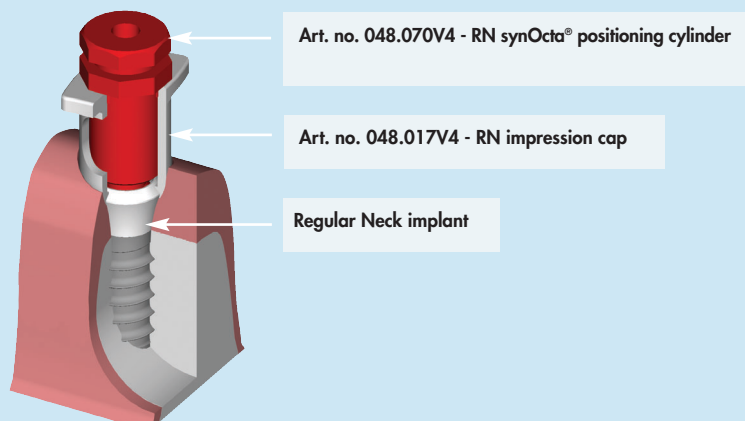 Art. no. 048.070V4 - RN synOcta® positioning cylinder
Art. no. 048.017V4 - RN impression cap
Regular Neck implant